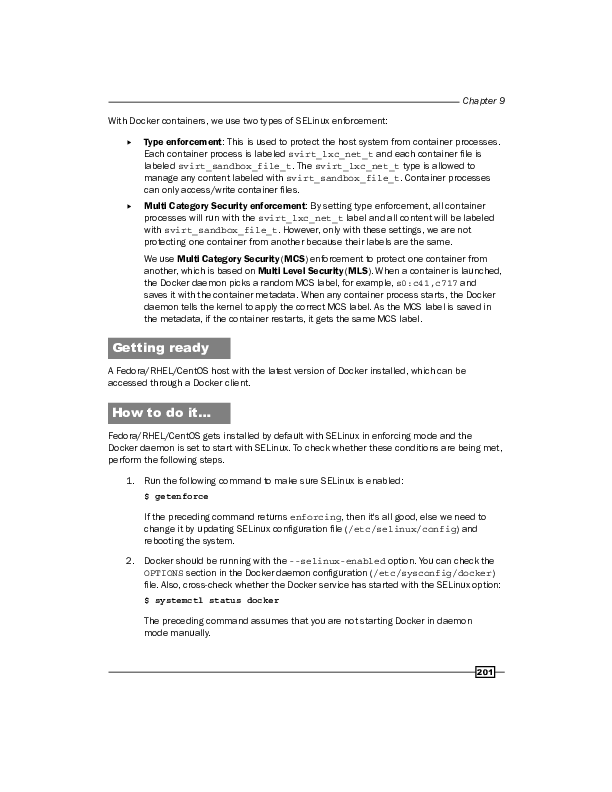 Chapter 9
With Docker containers, we use two types of SELinux enforcement:
▸ Type enforcement: This is used to protect the host system from container processes.
Each container process is labeled svirt_lxc_net_t and each container file is
labeled svirt_sandbox_file_t. The svirt_lxc_net_t type is allowed to
manage any content labeled with svirt_sandbox_file_t. Container processes
can only access/write container files.
▸ Multi Category Security enforcement: By setting type enforcement, all container
processes will run with the svirt_lxc_net_t label and all content will be labeled
with svirt_sandbox_file_t. However, only with these settings, we are not
protecting one container from another because their labels are the same.
We use Multi Category Security (MCS) enforcement to protect one container from
another, which is based on Multi Level Security (MLS). When a container is launched,
the Docker daemon picks a random MCS label, for example, s0:c41,c717 and
saves it with the container metadata. When any container process starts, the Docker
daemon tells the kernel to apply the correct MCS label. As the MCS label is saved in
the metadata, if the container restarts, it gets the same MCS label.
Getting ready
A Fedora/RHEL/CentOS host with the latest version of Docker installed, which can be
accessed through a Docker client.
How to do it…
Fedora/RHEL/CentOS gets installed by default with SELinux in enforcing mode and the
Docker daemon is set to start with SELinux. To check whether these conditions are being met,
perform the following steps.
1. Run the following command to make sure SELinux is enabled:
$ getenforce
If the preceding command returns enforcing, then it's all good, else we need to
change it by updating SELinux configuration file (/etc/selinux/config) and
rebooting the system.
2. Docker should be running with the --selinux-enabled option. You can check the
OPTIONS section in the Docker daemon configuration (/etc/sysconfig/docker)
file. Also, cross-check whether the Docker service has started with the SELinux option:
$ systemctl status docker
The preceding command assumes that you are not starting Docker in daemon
mode manually.
201